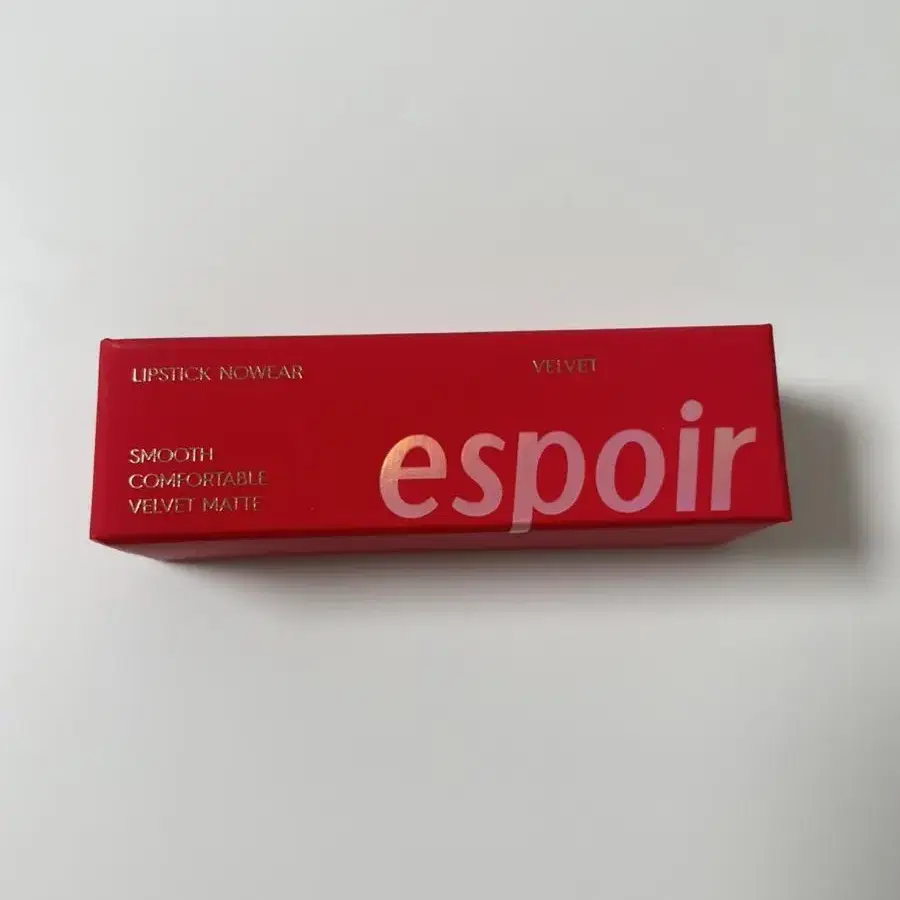 LIPSTICK NOWEAR
VELVET
SMOOTH
COMFORTABLE
VELVET MATTE
espoir